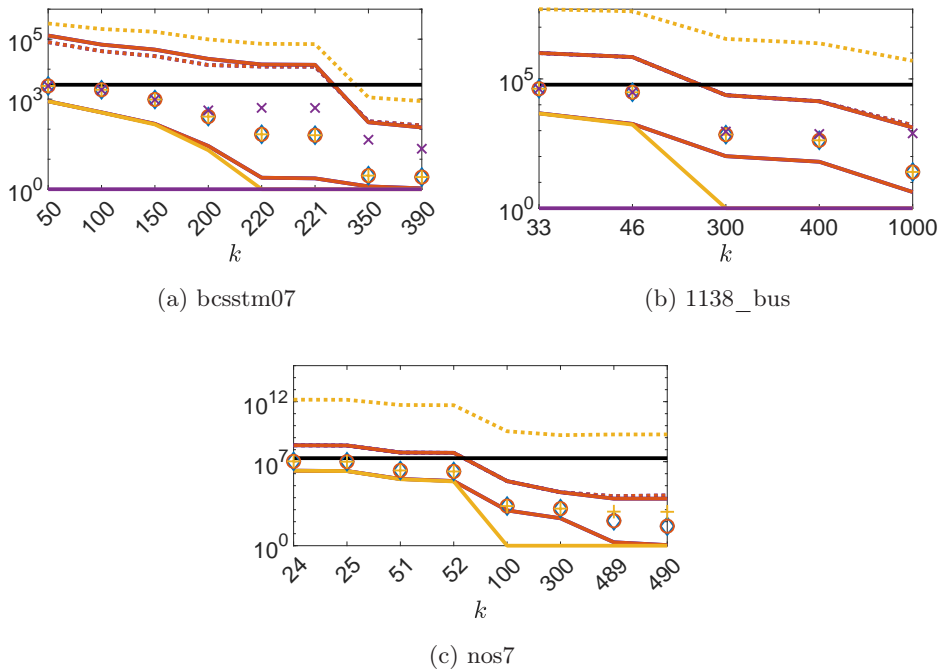 10^5
10^3
10^0
50 100 150 200 220 221 350 390
k
(a) bcsstm07
10^5
10^0
33 46 300 400 1000
k
(b) 1138_bus
10^12
10^7
10^0
24 25 51 52 100 300 489 490
k
(c) nos7